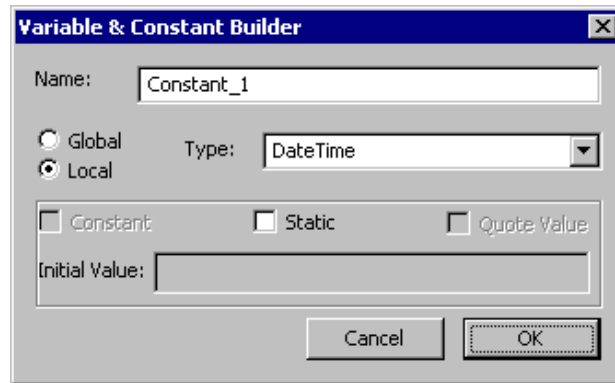 Variable & Constant Builder
Name: Constant_1
Global
Local
Type: DateTime
Constant Static Quote Value
Initial Value:
Cancel OK